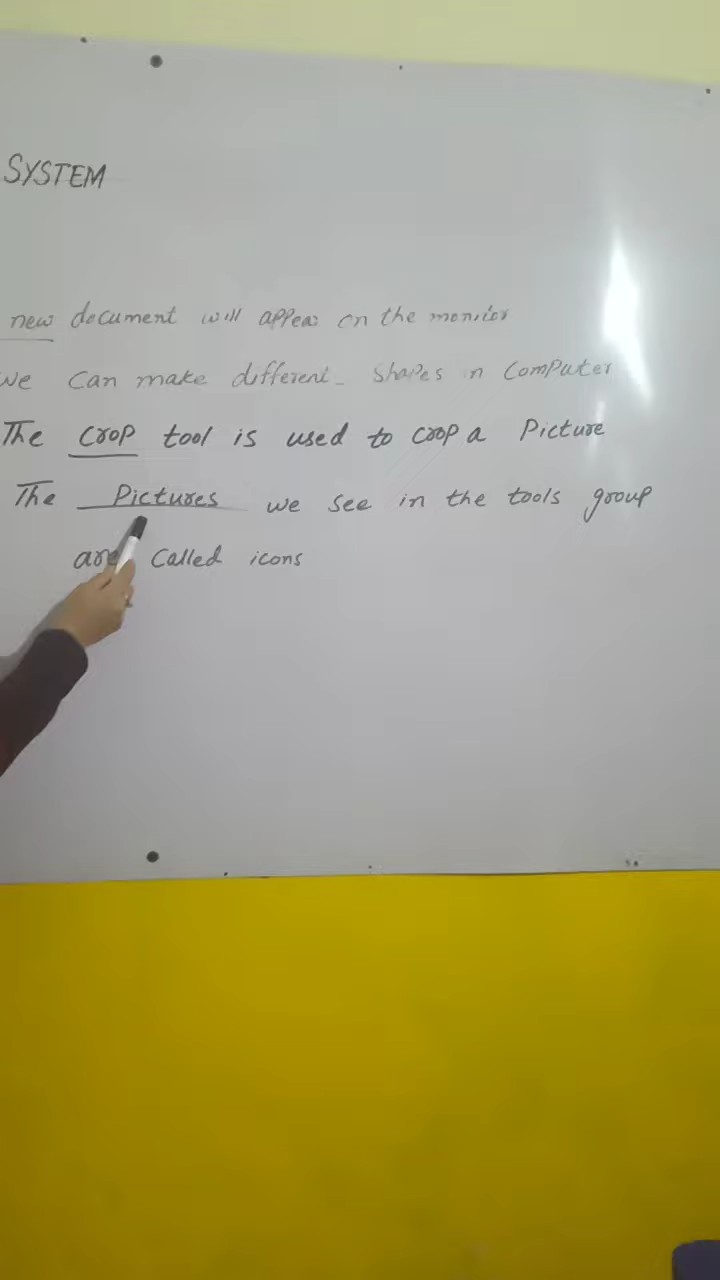 SYSTEM
new document will appear on the monitor
We can make different shapes in computer
The crop tool is used to crop a Picture
The Pictures we see in the tools group
are called icons